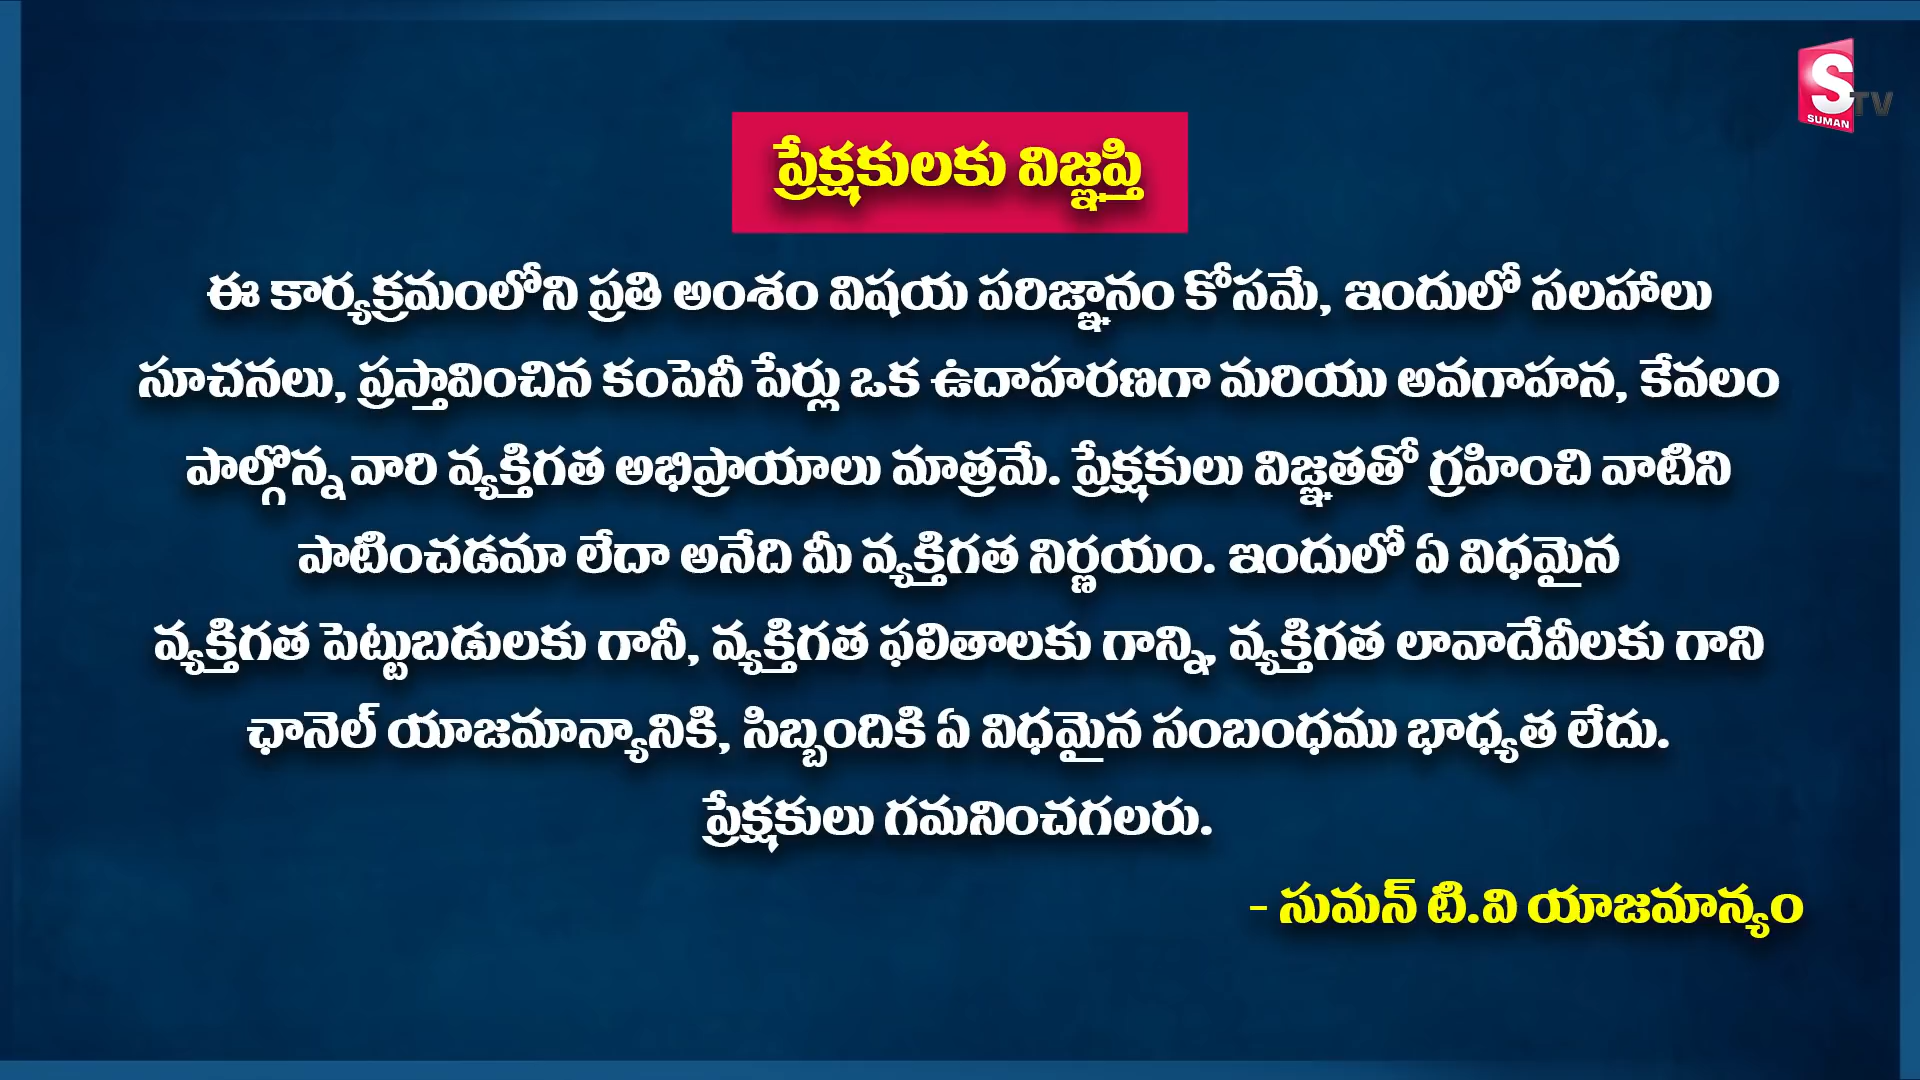 S TV
SUMAN
ప్రేక్షకులకు విజ్ఞప్తి
ఈ కార్యక్రమంలోని ప్రతి అంశం విషయ పరిజ్ఞానం కోసమే, ఇందులో సలహాలు
సూచనలు, ప్రస్తావించిన కంపెనీ పేర్లు ఒక ఉదాహరణగా మరియు అవగాహన, కేవలం
పాల్గొన్న వారి వ్యక్తిగత అభిప్రాయాలు మాత్రమే. ప్రేక్షకులు విజ్ఞతతో గ్రహించి వాటిని
పాటించడమా లేదా అనేది మీ వ్యక్తిగత నిర్ణయం. ఇందులో ఏ విధమైన
వ్యక్తిగత పెట్టుబడులకు గానీ, వ్యక్తిగత ఫలితాలకు గాన్ని, వ్యక్తిగత లావాదేవీలకు గాని
ఛానెల్ యాజమాన్యానికి, సిబ్బందికి ఏ విధమైన సంబంధము భాధ్యత లేదు.
ప్రేక్షకులు గమనించగలరు.
- సుమన్ టి.వి యాజమాన్యం